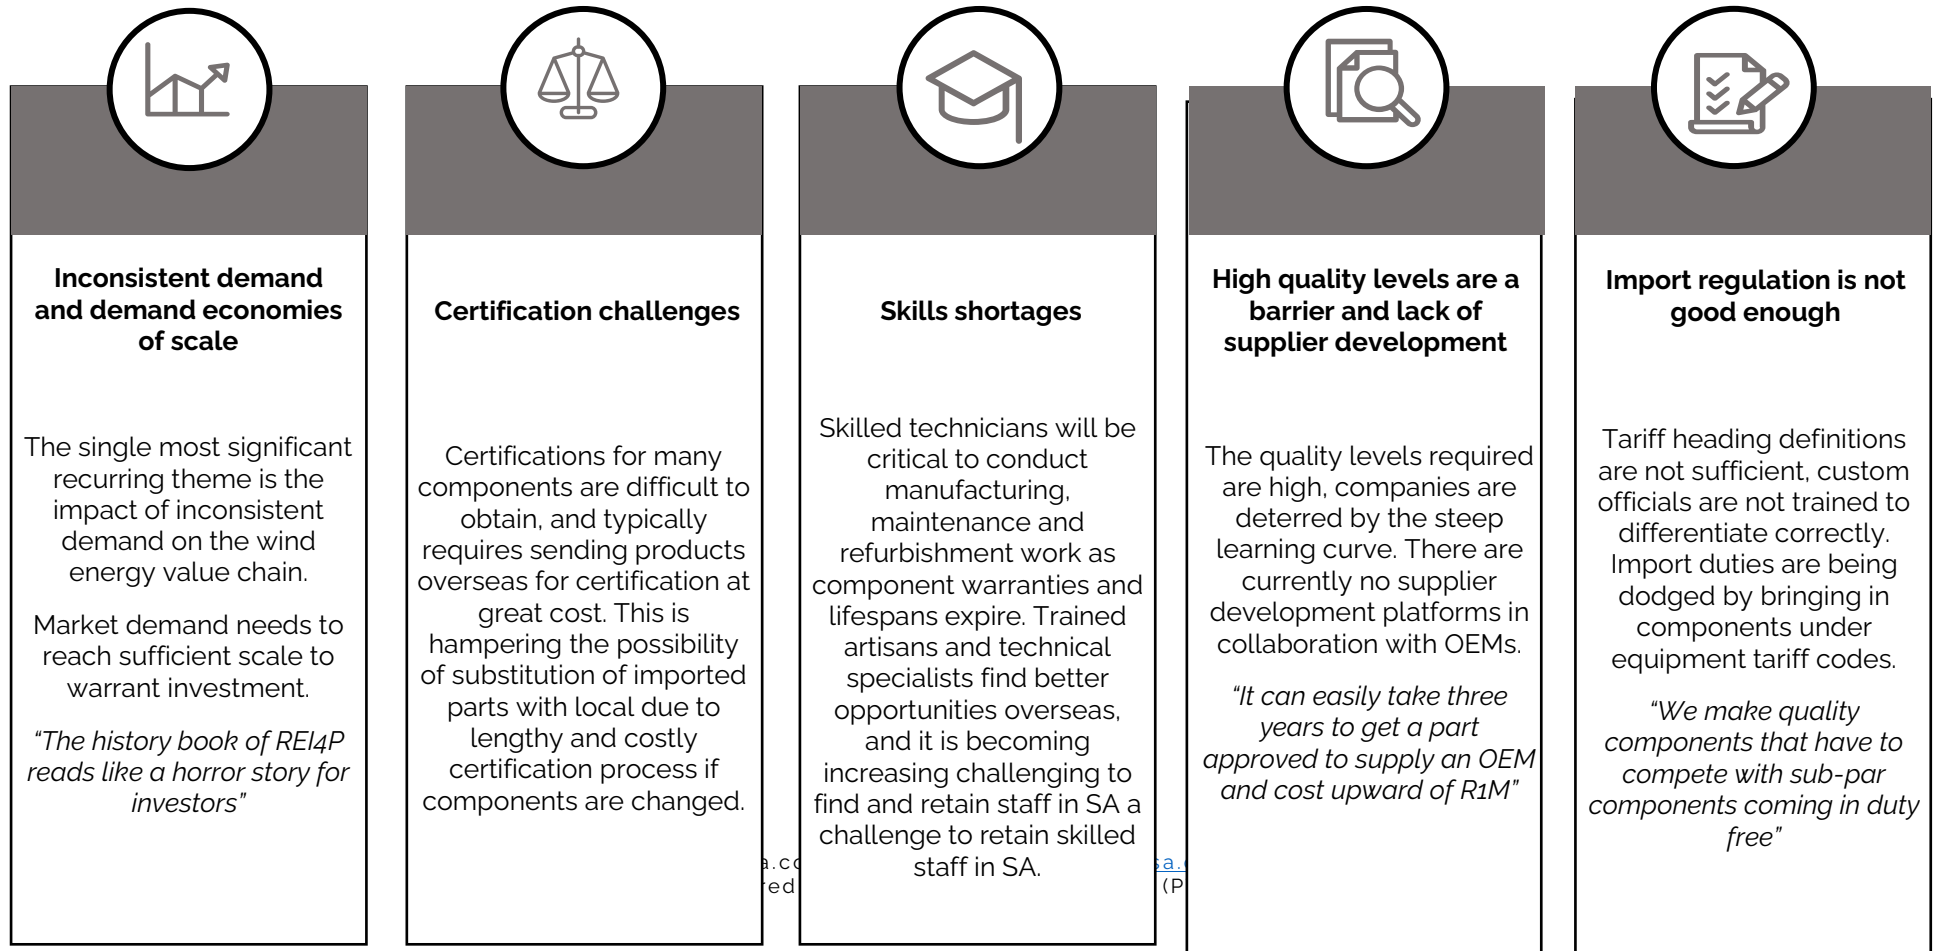 Inconsistent demand
and demand economies
of scale
The single most significant
recurring theme is the
impact of inconsistent
demand on the wind
energy value chain.
Market demand needs to
reach sufficient scale to
warrant investment.
“The history book of REI4P
reads like a horror story for
investors”
Certification challenges
Certifications for many
components are difficult to
obtain, and typically
requires sending products
overseas for certification at
great cost. This is
hampering the possibility
of substitution of imported
parts with local due to
lengthy and costly
certification process if
components are changed.
Skills shortages
Skilled technicians will be
critical to conduct
manufacturing,
maintenance and
refurbishment work as
component warranties and
lifespans expire. Trained
artisans and technical
specialists find better
opportunities overseas,
and it is becoming
increasing challenging to
find and retain staff in SA a
challenge to retain skilled
staff in SA.
High quality levels are a
barrier and lack of
supplier development
The quality levels required
are high, companies are
deterred by the steep
learning curve. There are
currently no supplier
development platforms in
collaboration with OEMs.
“It can easily take three
years to get a part
approved to supply an OEM
and cost upward of R1M”
Import regulation is not
good enough
Tariff heading definitions
are not sufficient, custom
officials are not trained to
differentiate correctly.
Import duties are being
dodged by bringing in
components under
equipment tariff codes.
“We make quality
components that have to
compete with sub-par
components coming in duty
free”